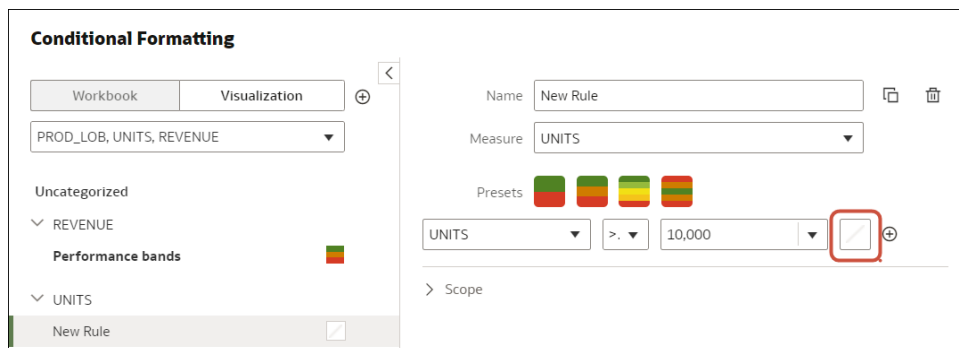 Conditional Formatting
Workbook
Visualization
PROD_LOB, UNITS, REVENUE
Uncategorized
REVENUE
Performance bands
UNITS
New Rule
Name
New Rule
Measure
UNITS
Presets
UNITS
>.
10,000
Scope